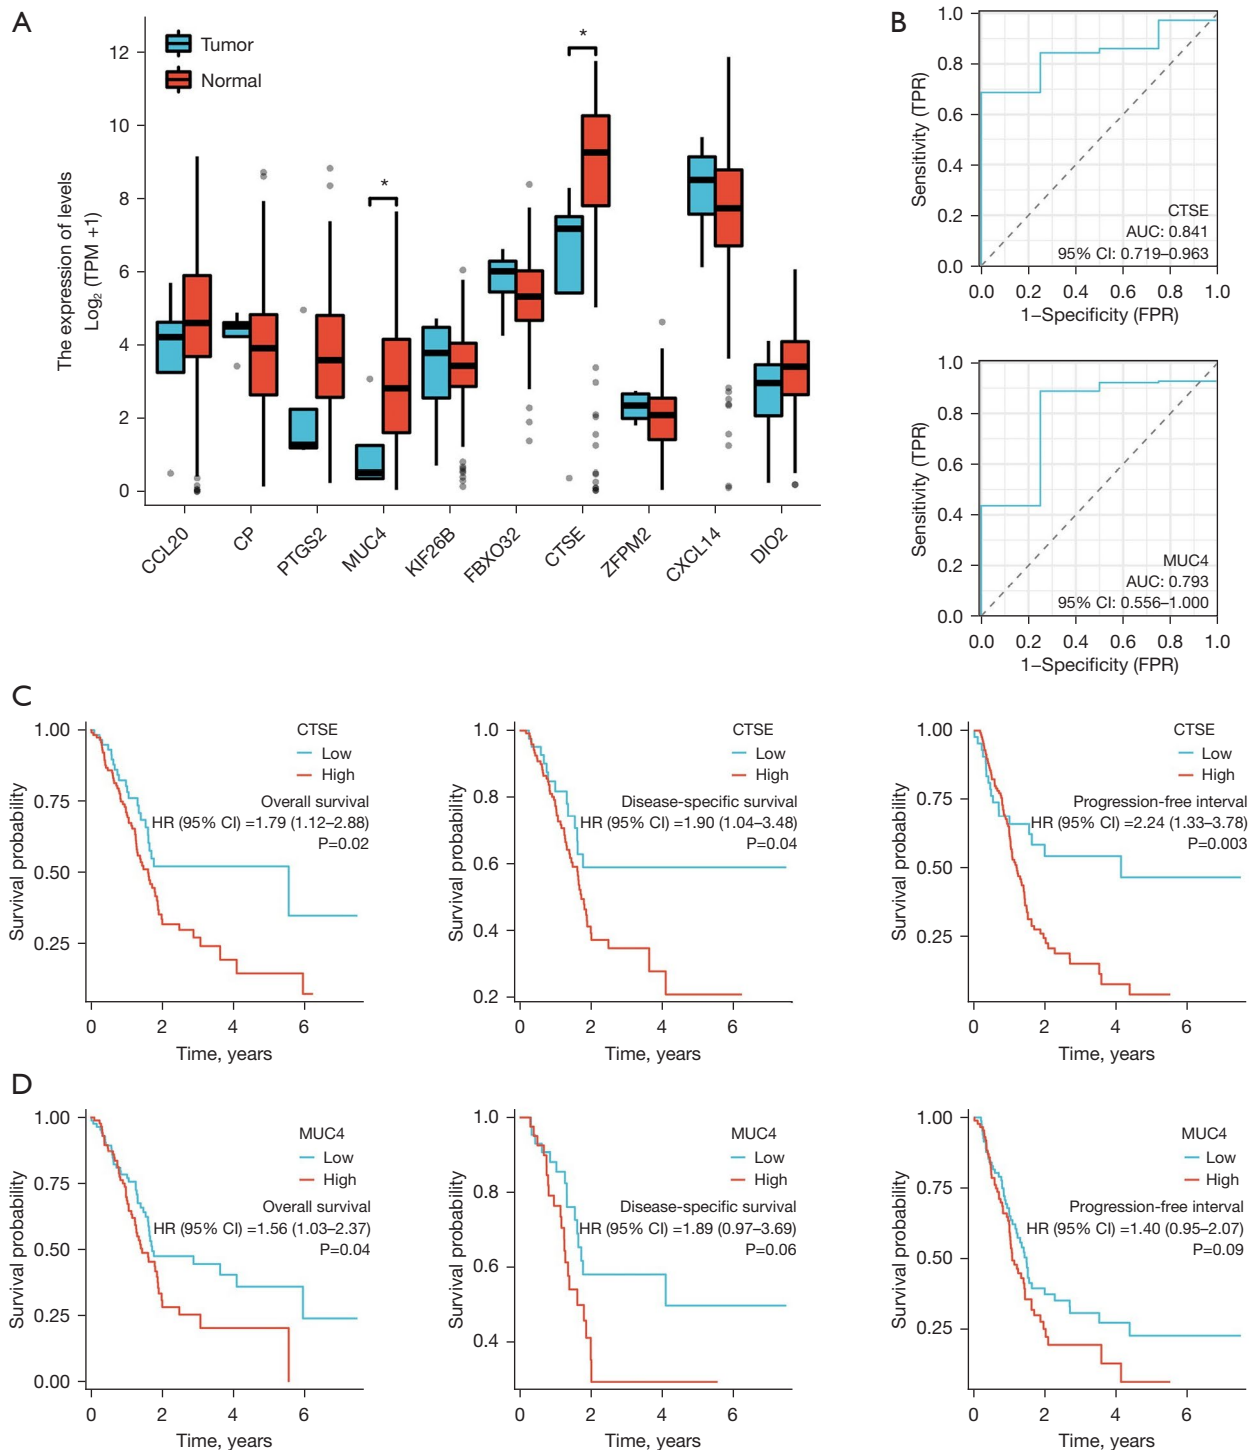 A
The expression of levels
Log₂ (TPM +1)
12
10
8
6
4
2
0
Tumor
Normal
*
*
CCL20
CP
PTGS2
MUC4
KIF26B
FBXO32
CTSE
ZFPM2
CXCL14
DIO2
B
Sensitivity (TPR)
1.0
0.8
0.6
0.4
0.2
0.0
CTSE
AUC: 0.841
95% CI: 0.719–0.963
0.0 0.2 0.4 0.6 0.8 1.0
1–Specificity (FPR)
Sensitivity (TPR)
1.0
0.8
0.6
0.4
0.2
0.0
MUC4
AUC: 0.793
95% CI: 0.556–1.000
0.0 0.2 0.4 0.6 0.8 1.0
1–Specificity (FPR)
C
Survival probability
1.00
0.75
0.50
0.25
CTSE
Low
High
Overall survival
HR (95% CI) =1.79 (1.12–2.88)
P=0.02
0 2 4 6
Time, years
Survival probability
1.0
0.8
0.6
0.4
0.2
CTSE
Low
High
Disease-specific survival
HR (95% CI) =1.90 (1.04–3.48)
P=0.04
0 2 4 6
Time, years
Survival probability
1.00
0.75
0.50
0.25
CTSE
Low
High
Progression-free interval
HR (95% CI) =2.24 (1.33–3.78)
P=0.003
0 2 4 6
Time, years
D
Survival probability
1.00
0.75
0.50
0.25
0.00
MUC4
Low
High
Overall survival
HR (95% CI) =1.56 (1.03–2.37)
P=0.04
0 2 4 6
Time, years
Survival probability
1.0
0.8
0.6
0.4
MUC4
Low
High
Disease-specific survival
HR (95% CI) =1.89 (0.97–3.69)
P=0.06
0 2 4 6
Time, years
Survival probability
1.00
0.75
0.50
0.25
MUC4
Low
High
Progression-free interval
HR (95% CI) =1.40 (0.95–2.07)
P=0.09
0 2 4 6
Time, years